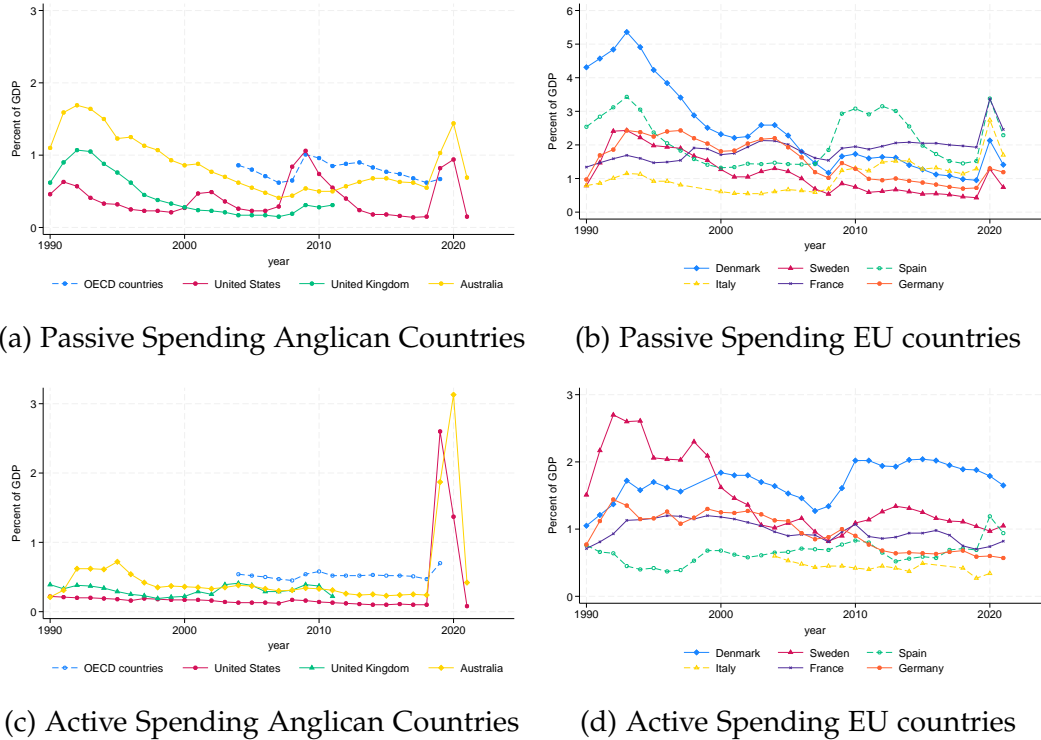 3
2
1
0
Percent of GDP
1990
2000
2010
2020
year
OECD countries
United States
United Kingdom
Australia
(a) Passive Spending Anglican Countries
6
5
4
3
2
1
0
Percent of GDP
1990
2000
2010
2020
year
Denmark
Sweden
Spain
Italy
France
Germany
(b) Passive Spending EU countries
3
2
1
0
Percent of GDP
1990
2000
2010
2020
year
OECD countries
United States
United Kingdom
Australia
(c) Active Spending Anglican Countries
3
2
1
0
Percent of GDP
1990
2000
2010
2020
year
Denmark
Sweden
Spain
Italy
France
Germany
(d) Active Spending EU countries